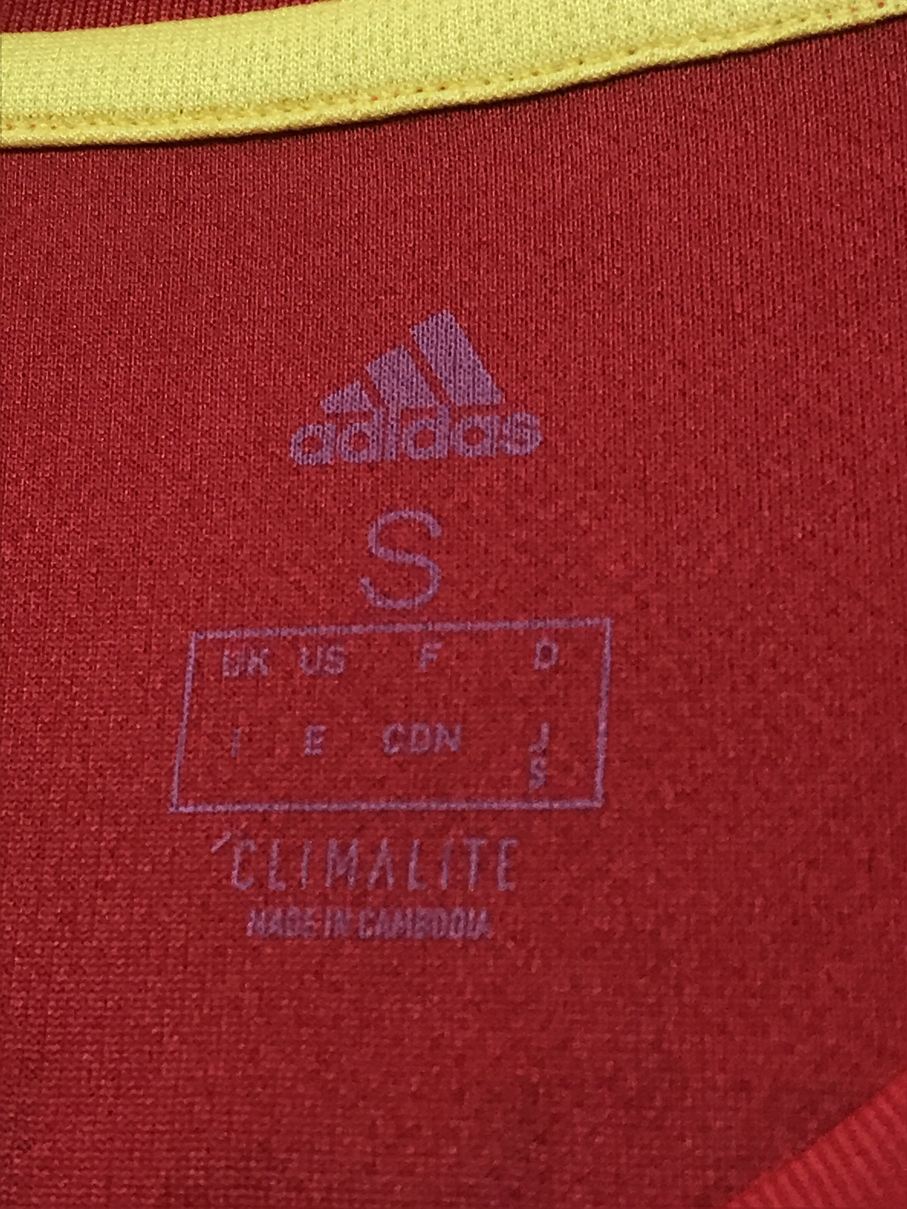 adidas
S
UK US F D
I E CDN J
S
CLIMALITE
MADE IN CAMBODIA